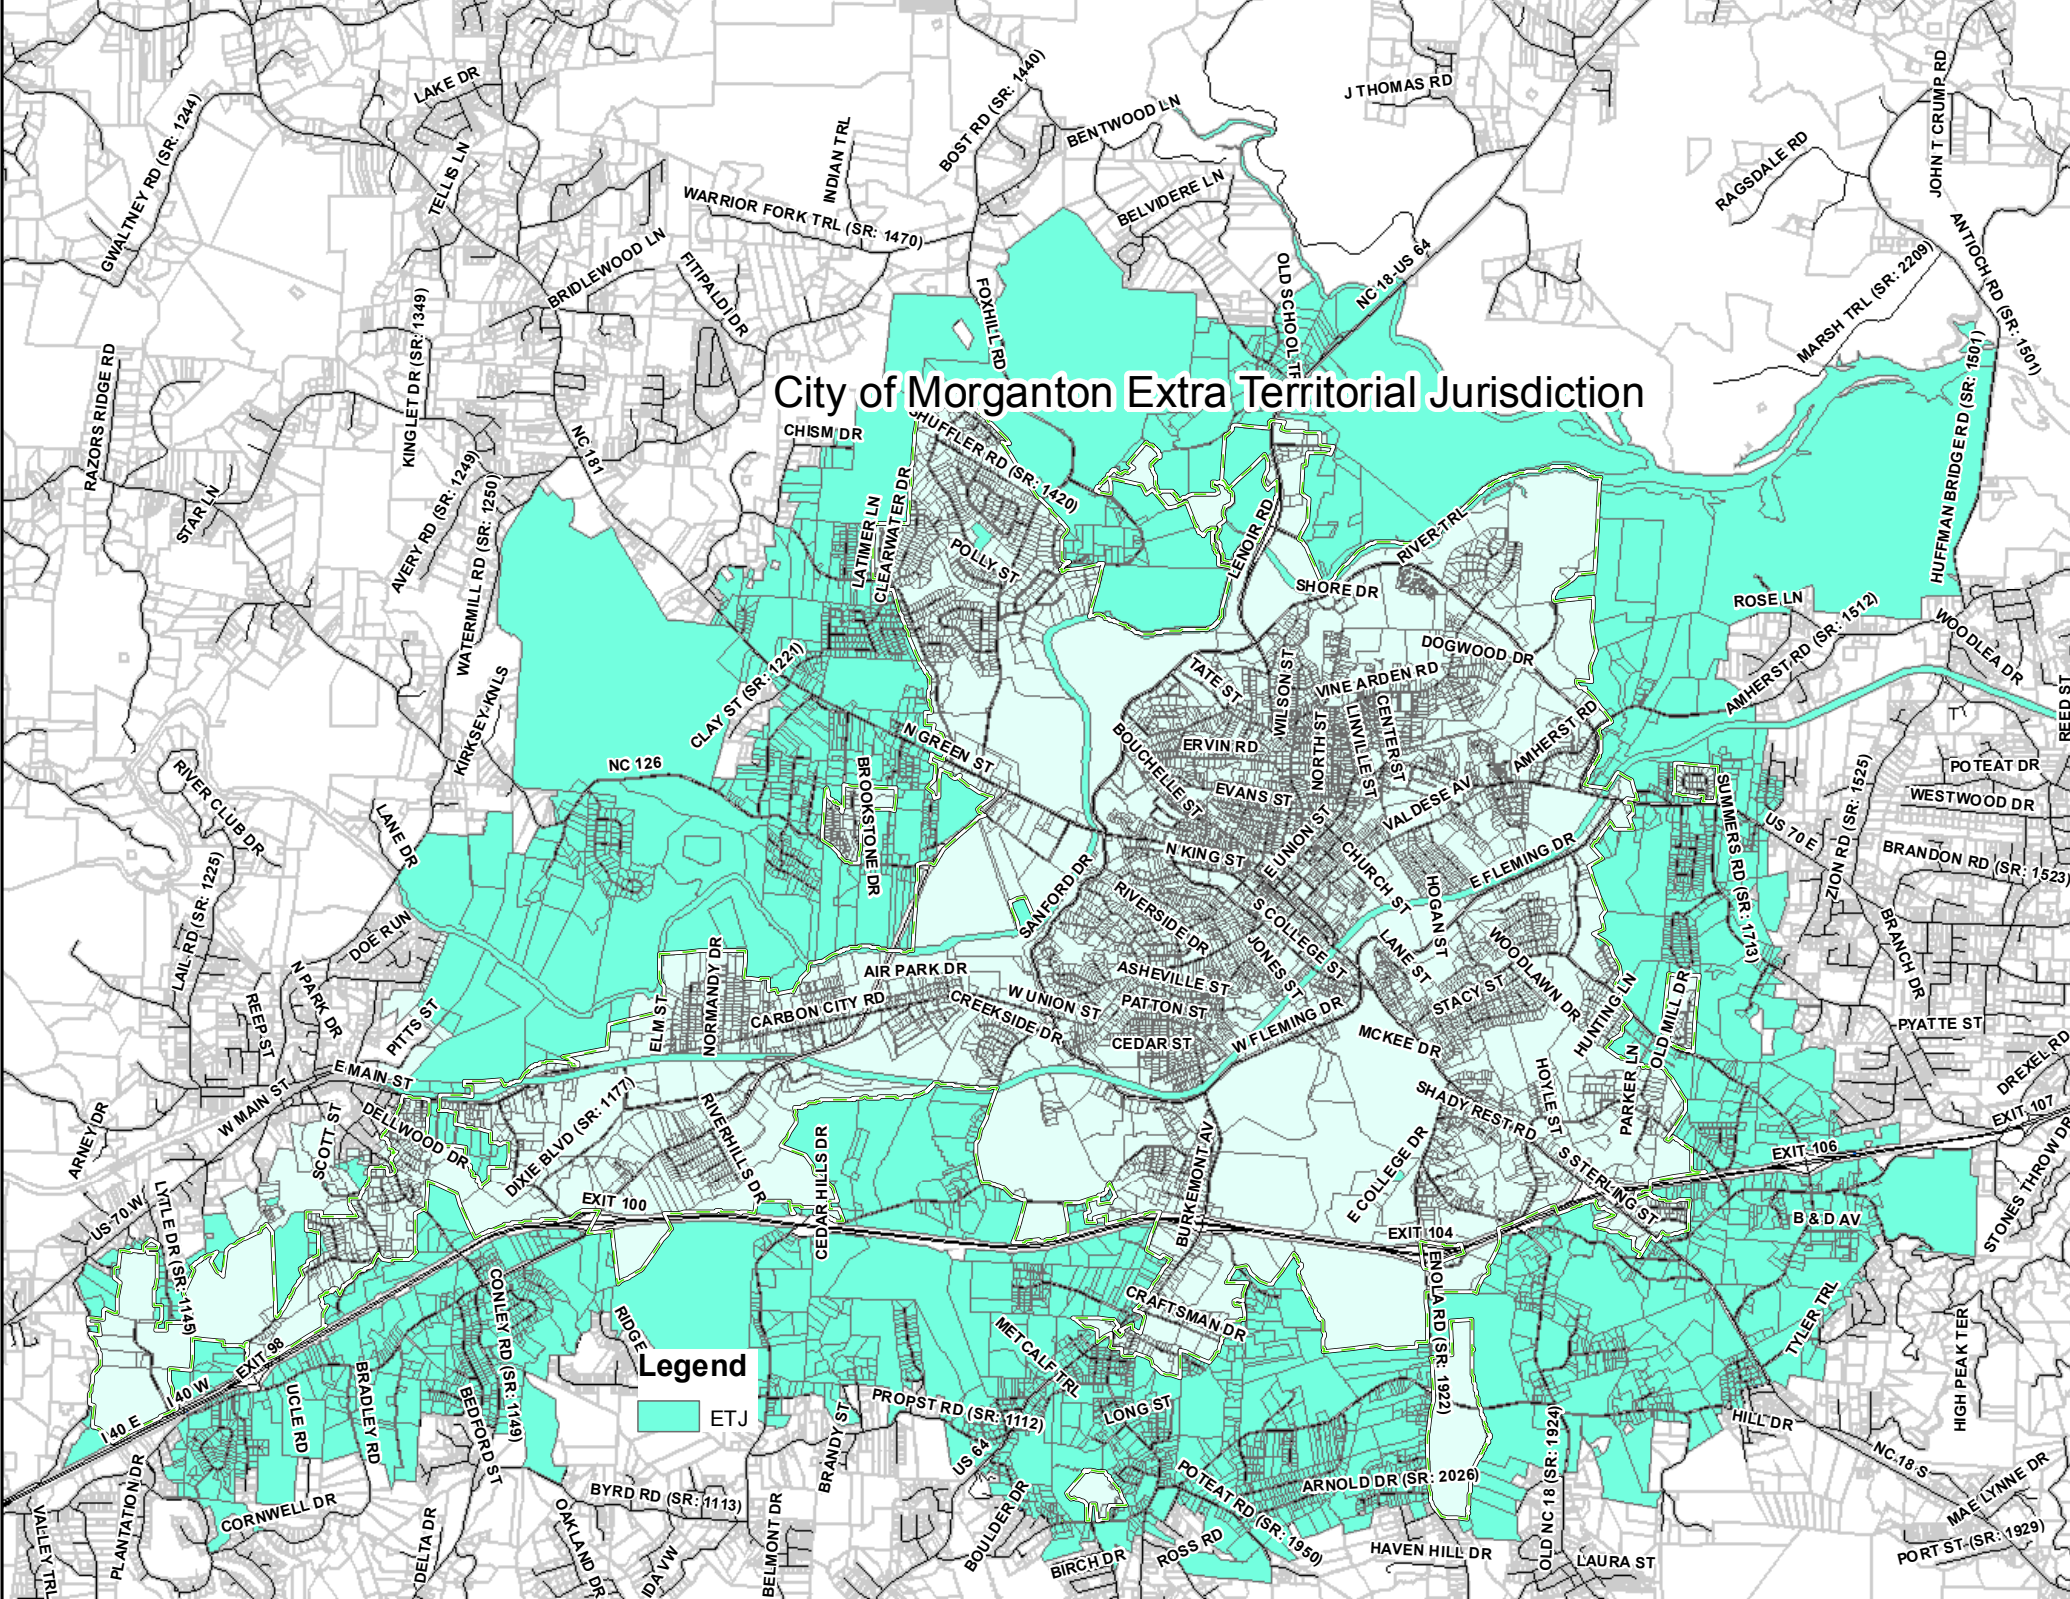 LAKE DR
BOST RD (SR: 1440)
J THOMAS RD
JOHN T CRUMP RD
GWALTNEY RD (SR: 1244)
BENTWOOD LN
INDIAN TRL
TELLIS LN
RAGSDALE RD
WARRIOR FORK TRL (SR: 1470)
BELVIDERE LN
BRIDLEWOOD LN
FITIPALDI DR
ANTIOCH RD (SR: 1501)
MARSH TRL (SR: 2209)
NC 18-US 64
OLD SCHOOL TR
FOXHILL RD
KINGLET DR (SR: 1349)
RAZORS RIDGE RD
City of Morganton Extra Territorial Jurisdiction
HUFFMAN BRIDGE RD (SR: 1501)
CHISM DR
SHUFFLER RD (SR: 1420)
NC 181
AVERY RD (SR: 1249)
WATERMILL RD (SR: 1250)
STAR LN
LATIMER LN
CLEARWATER DR
POLLY ST
LENOIR RD
RIVER TRL
SHORE DR
ROSE LN
AMHERST RD (SR: 1512)
WOODLEA DR
REED ST
DOGWOOD DR
VINE ARDEN RD
TATE ST
WILSON ST
NORTH ST
LINVILLE ST
CENTER ST
AMHERST RD
CLAY ST (SR: 1221)
KIRKSEY KNLS
N GREEN ST
BOUCHELLE ST
ERVIN RD
EVANS ST
VALDESE AV
NC 126
BROOKSTONE DR
RIVER CLUB DR
LANE DR
POTEAT DR
WESTWOOD DR
SUMMERS RD (SR: 1713)
US 70 E
ZION RD (SR: 1525)
BRANDON RD (SR: 1523)
N KING ST
E UNION ST
CHURCH ST
E FLEMING DR
HOGAN ST
SANFORD DR
RIVERSIDE DR
S COLLEGE ST
JONES ST
LANE ST
WOODLAWN DR
BRANCH DR
LAIL RD (SR: 1225)
DOE RUN
N PARK DR
REEP ST
PITTS ST
ELM ST
NORMANDY DR
AIR PARK DR
CARBON CITY RD
CREEKSIDE DR
W UNION ST
ASHEVILLE ST
PATTON ST
CEDAR ST
W FLEMING DR
STACY ST
MCKEE DR
HUNTING LN
OLD MILL DR
PARKER LN
PYATTE ST
DREXEL RD
EXIT 107
E MAIN ST
W MAIN ST
ARNEY DR
SCOTT ST
DELLWOOD DR
DIXIE BLVD (SR: 1177)
RIVERHILLS DR
CEDAR HILLS DR
BURKEMONT AV
SHADY REST RD
HOYLE ST
E COLLEGE DR
S STERLING ST
EXIT 106
STONES THROW DR
B & D AV
US 70 W
LYTLE DR (SR: 1145)
EXIT 100
EXIT 104
ENOLA RD (SR: 1922)
CONLEY RD (SR: 1149)
CRAFTSMAN DR
METCALF TRL
TYLER TRL
HIGH PEAK TER
RIDGE
EXIT 98
I 40 W
I 40 E
UCLE RD
BRADLEY RD
BEDFORD ST
Legend
ETJ
PROPST RD (SR: 1112)
LONG ST
BRANDY ST
US 64
HILL DR
NC 18 S
OLD NC 18 (SR: 1924)
MAE LYNNE DR
PORT ST (SR: 1929)
POTEAT RD (SR: 1950)
ARNOLD DR (SR: 2026)
PLANTATION DR
VALLEY TRL
CORNWELL DR
DELTA DR
BYRD RD (SR: 1113)
OAKLAND DR
IDA VW
BELMONT DR
BOULDER DR
BIRCH DR
ROSS RD
HAVEN HILL DR
LAURA ST